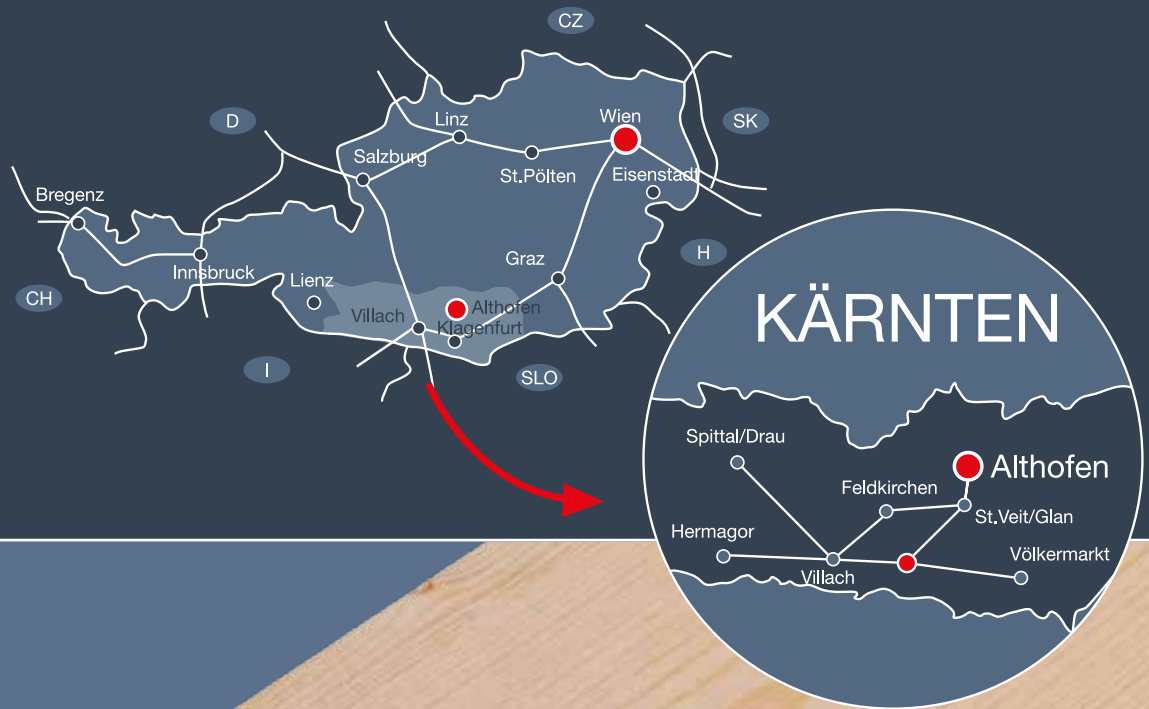 CZ
D
Linz
Wien
SK
Salzburg
St.Pölten
Eisenstadt
Bregenz
Innsbruck
Graz
H
CH
Lienz
Villach
Althofen
Klagenfurt
I
SLO
KÄRNTEN
Spittal/Drau
Althofen
Feldkirchen
St.Veit/Glan
Hermagor
Villach
Völkermarkt